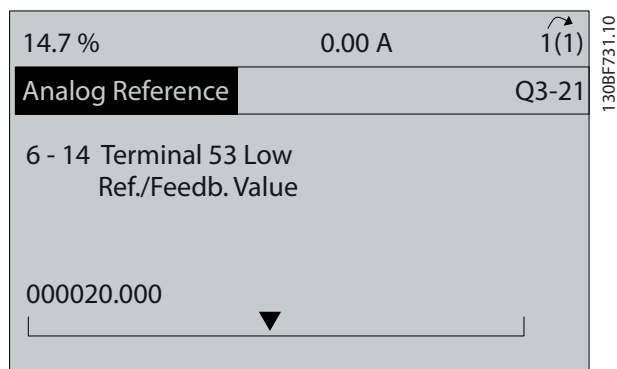 14.7 % 0.00 A 1(1)
Analog Reference Q3-21
6 - 14 Terminal 53 Low
Ref./Feedb. Value
000020.000
130BF731.10